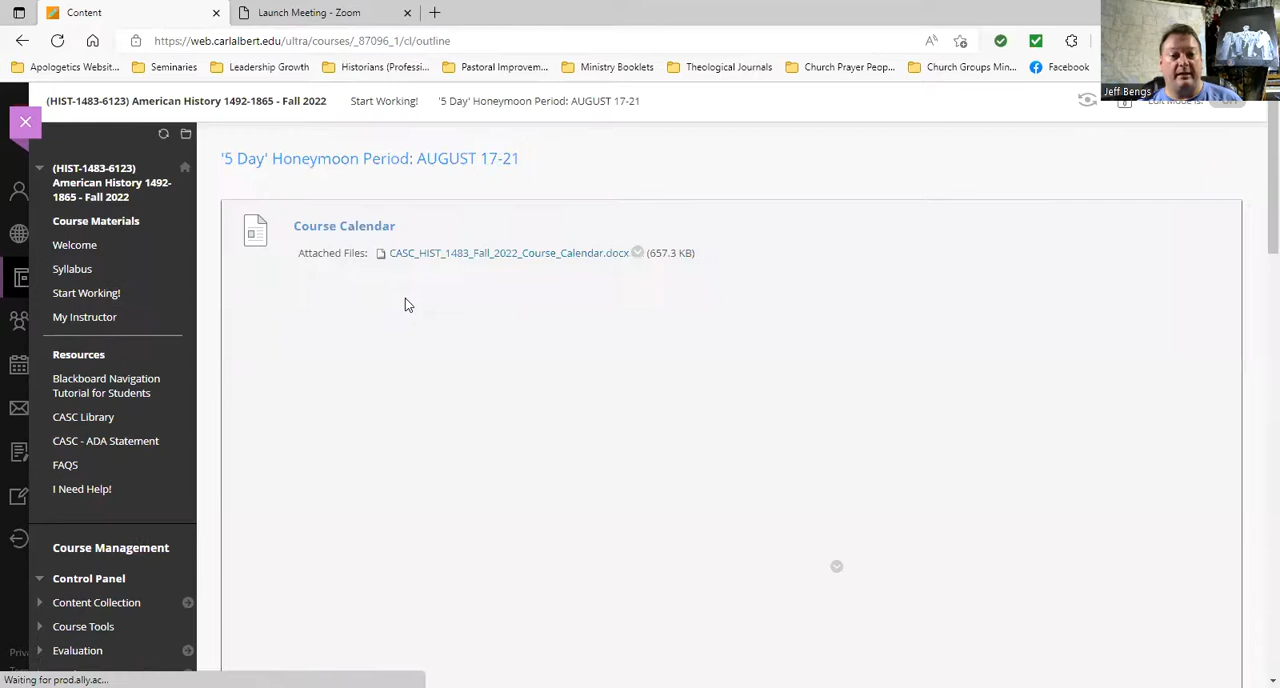 Content
Launch Meeting - Zoom
https://web.carlalbert.edu/ultra/courses/_87096_1/cl/outline
Apologetics Websit...
Seminaries
Leadership Growth
Historians (Professi...
Ministry Booklets
Theological Journals
Church Prayer Peop...
Church Groups Min...
Facebook
Jeff Bengs
(HIST-1483-6123) American History 1492-1865 - Fall 2022
Start Working!
'5 Day' Honeymoon Period: AUGUST 17-21
Edit Mode is:
(HIST-1483-6123)
American History 1492-
1865 - Fall 2022
Course Materials
Welcome
Syllabus
Start Working!
My Instructor
Resources
Blackboard Navigation
Tutorial for Students
CASC Library
CASC - ADA Statement
FAQS
I Need Help!
Course Management
Control Panel
Content Collection
Course Tools
Evaluation
'5 Day' Honeymoon Period: AUGUST 17-21
Course Calendar
Attached Files: CASC_HIST_1483_Fall_2022_Course_Calendar.docx (657.3 KB)
Waiting for prod.ally.ac...